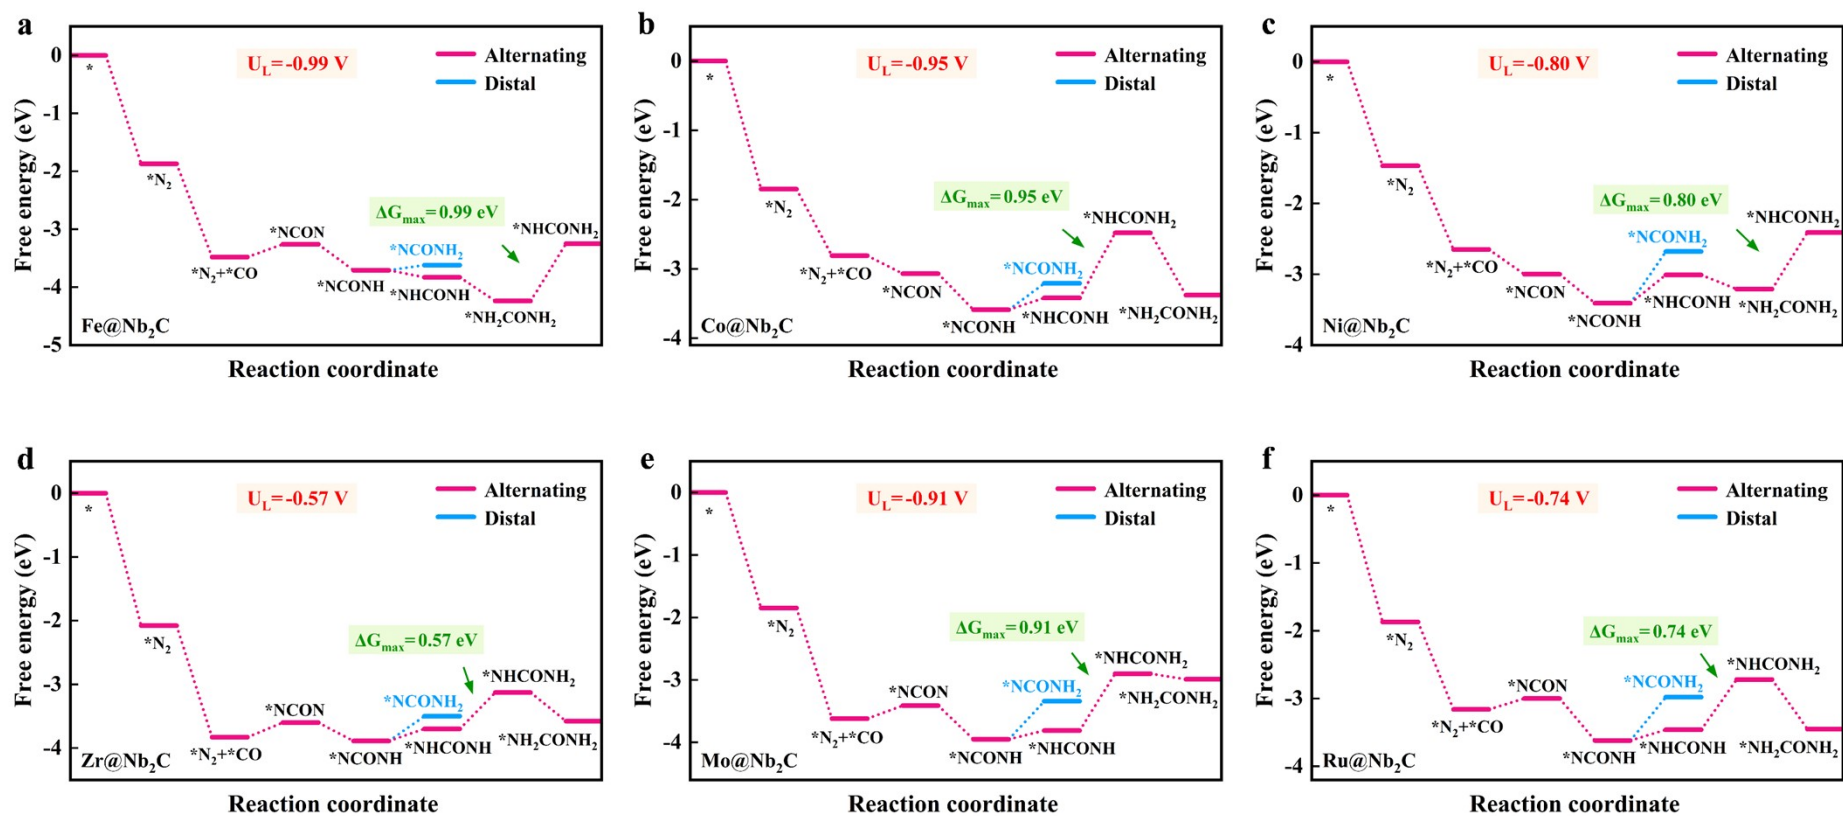 a
U_L=-0.99 V
Alternating
Distal
0
-1
-2
-3
-4
-5
Free energy (eV)
*
*N₂
*N₂+*CO
*NCON
*NCONH
*NCONH₂
*NHCONH
ΔG_max=0.99 eV
*NHCONH₂
*NH₂CONH₂
Fe@Nb₂C
Reaction coordinate
b
U_L=-0.95 V
Alternating
Distal
0
-1
-2
-3
-4
Free energy (eV)
*
*N₂
*N₂+*CO
*NCON
*NCONH
*NCONH₂
*NHCONH
ΔG_max=0.95 eV
*NHCONH₂
*NH₂CONH₂
Co@Nb₂C
Reaction coordinate
c
U_L=-0.80 V
Alternating
Distal
0
-1
-2
-3
-4
Free energy (eV)
*
*N₂
*N₂+*CO
*NCON
*NCONH
*NCONH₂
*NHCONH
ΔG_max=0.80 eV
*NHCONH₂
*NH₂CONH₂
Ni@Nb₂C
Reaction coordinate
d
U_L=-0.57 V
Alternating
Distal
0
-1
-2
-3
-4
Free energy (eV)
*
*N₂
*N₂+*CO
*NCON
*NCONH
*NCONH₂
*NHCONH
ΔG_max=0.57 eV
*NHCONH₂
*NH₂CONH₂
Zr@Nb₂C
Reaction coordinate
e
U_L=-0.91 V
Alternating
Distal
0
-1
-2
-3
-4
Free energy (eV)
*
*N₂
*N₂+*CO
*NCON
*NCONH
*NCONH₂
*NHCONH
ΔG_max=0.91 eV
*NHCONH₂
*NH₂CONH₂
Mo@Nb₂C
Reaction coordinate
f
U_L=-0.74 V
Alternating
Distal
0
-1
-2
-3
-4
Free energy (eV)
*
*N₂
*N₂+*CO
*NCON
*NCONH
*NCONH₂
*NHCONH
ΔG_max=0.74 eV
*NHCONH₂
*NH₂CONH₂
Ru@Nb₂C
Reaction coordinate